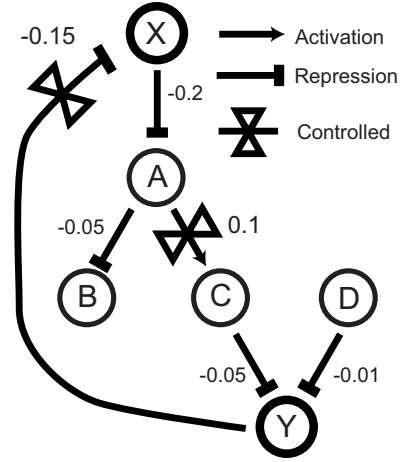 -0.15
X
Activation
Repression
-0.2
Controlled
A
-0.05
0.1
B
C
D
-0.05
-0.01
Y